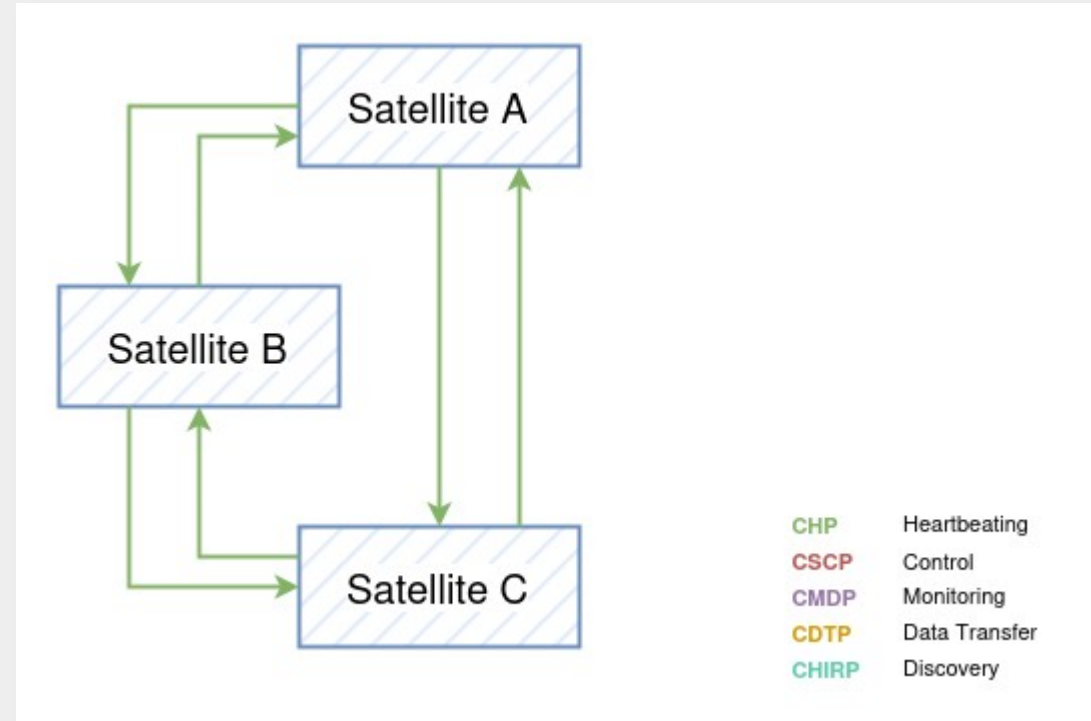 Satellite A
Satellite B
Satellite C
CHP Heartbeating
CSCP Control
CMDP Monitoring
CDTP Data Transfer
CHIRP Discovery